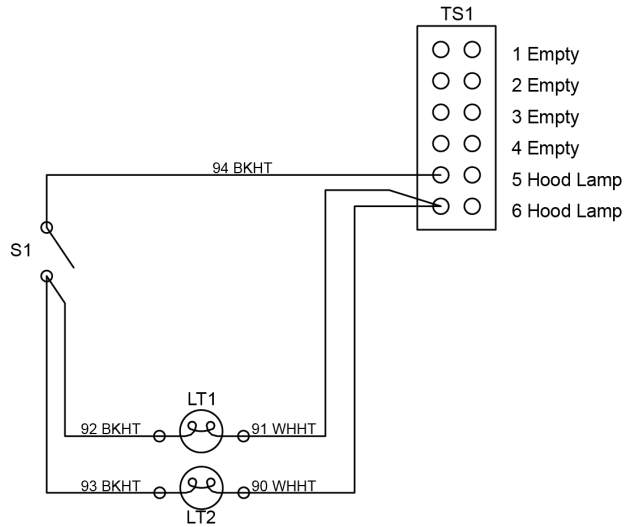 TS1
1 Empty
2 Empty
3 Empty
4 Empty
94 BKHT
5 Hood Lamp
6 Hood Lamp
S1
LT1
92 BKHT
91 WHHT
93 BKHT
90 WHHT
LT2